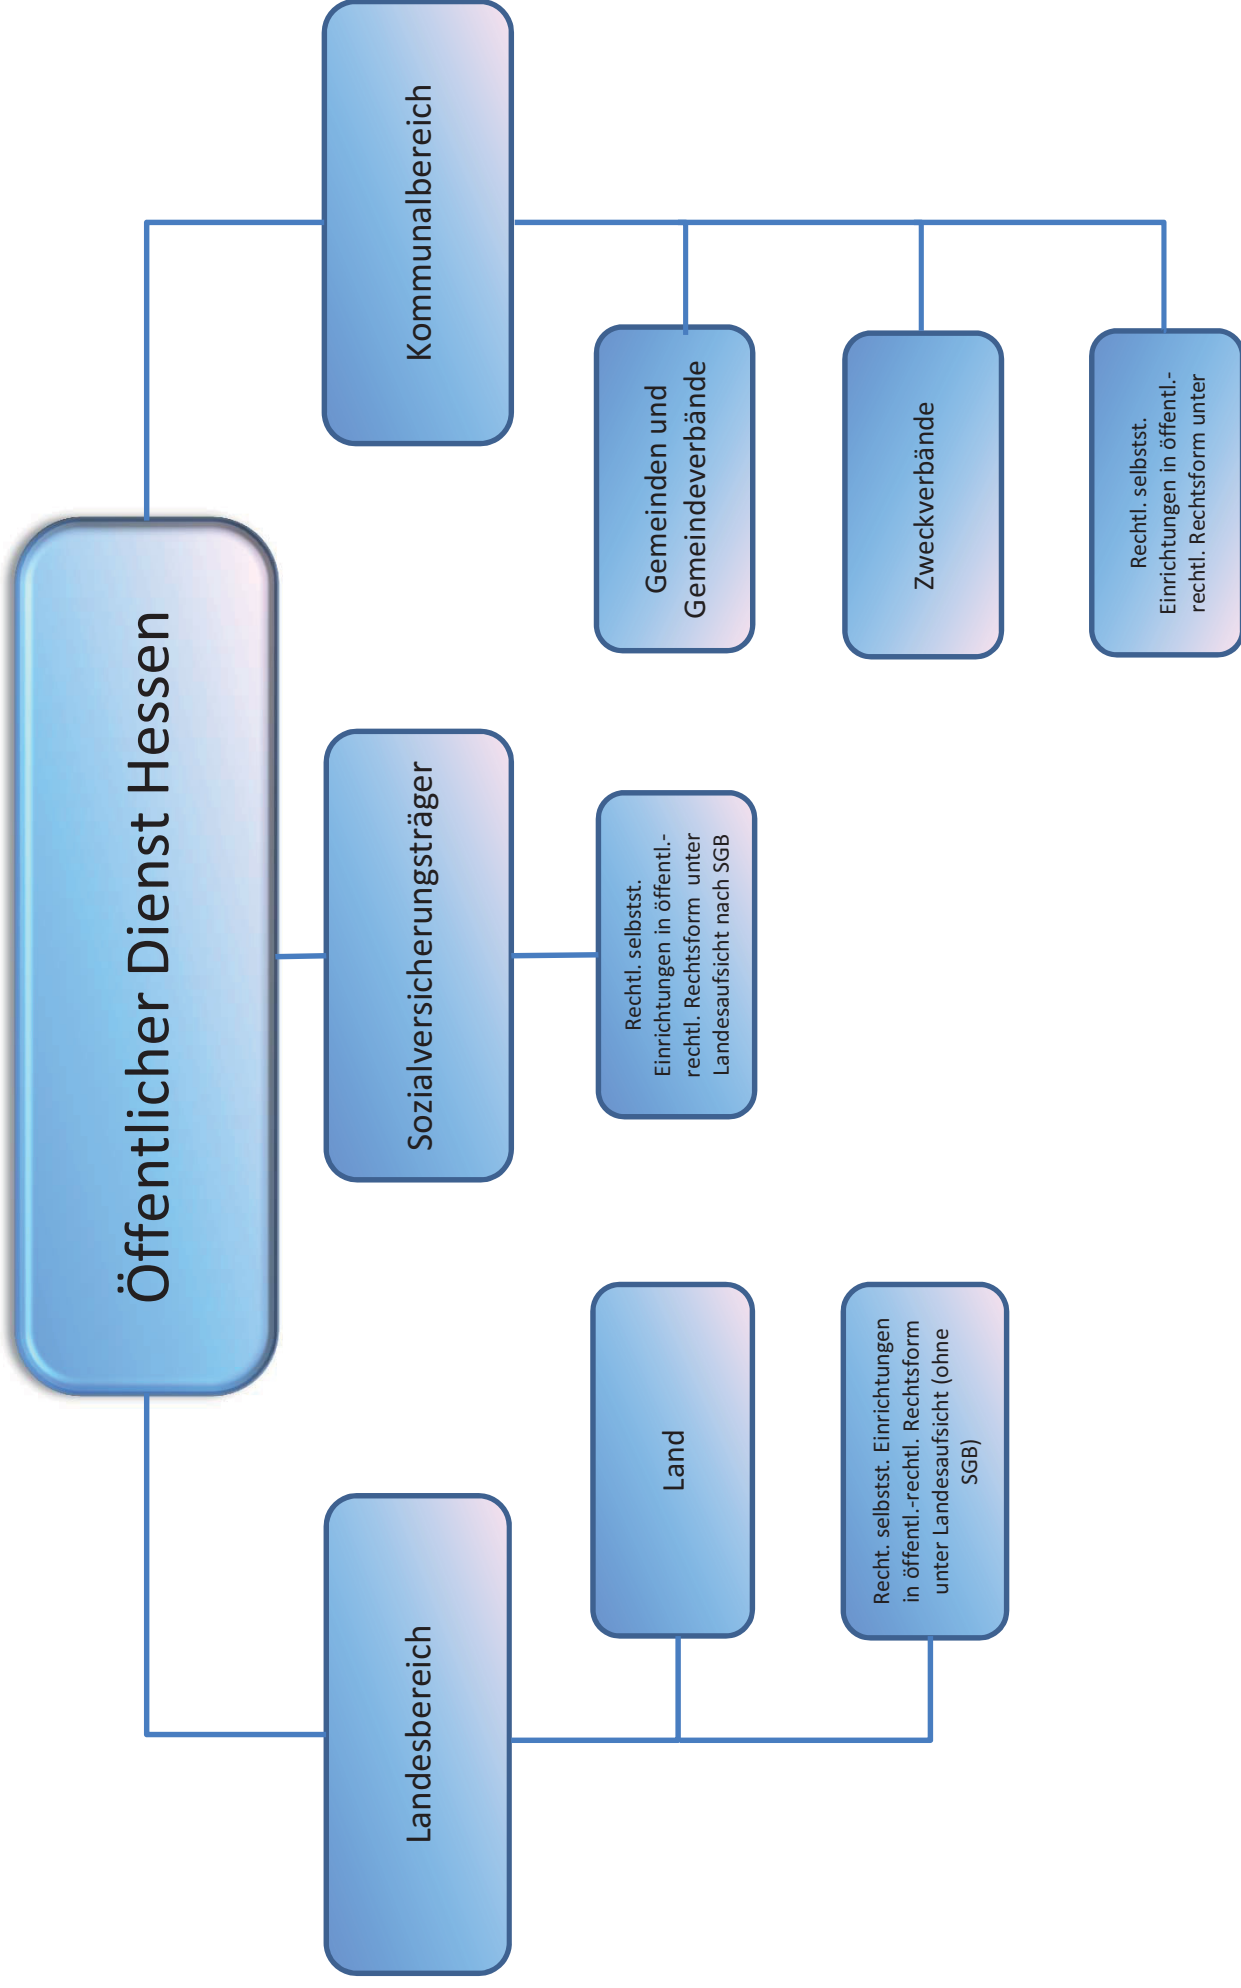 Öffentlicher Dienst Hessen
Landesbereich
Sozialversicherungsträger
Kommunalbereich
Land
Recht. selbstst. Einrichtungen
in öffentl.-rechtl. Rechtsform
unter Landesaufsicht (ohne
SGB)
Rechtl. selbstst.
Einrichtungen in öffentl.-
rechtl. Rechtsform unter
Landesaufsicht nach SGB
Gemeinden und
Gemeindeverbände
Zweckverbände
Rechtl. selbstst.
Einrichtungen in öffentl.-
rechtl. Rechtsform unter